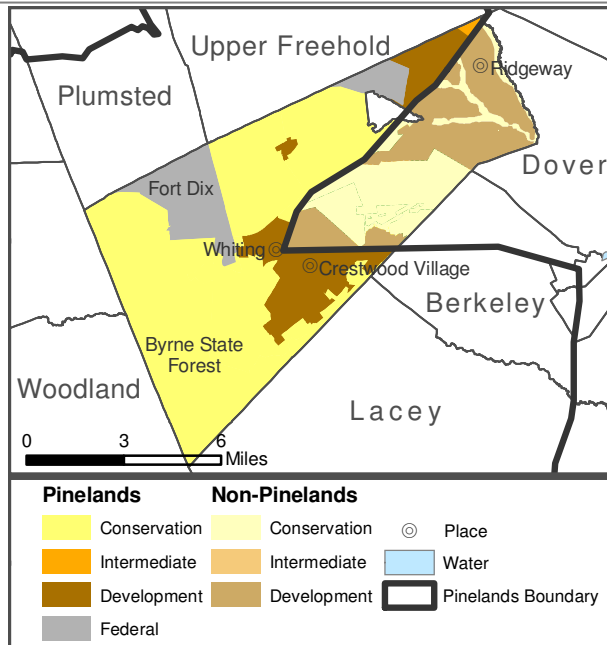 Upper Freehold
Plumsted
Ridgeway
Dover
Fort Dix
Whiting
Crestwood Village
Berkeley
Byrne State
Forest
Woodland
Lacey
0 3 6
Miles
Pinelands Non-Pinelands
Conservation Conservation Place
Intermediate Intermediate Water
Development Development Pinelands Boundary
Federal